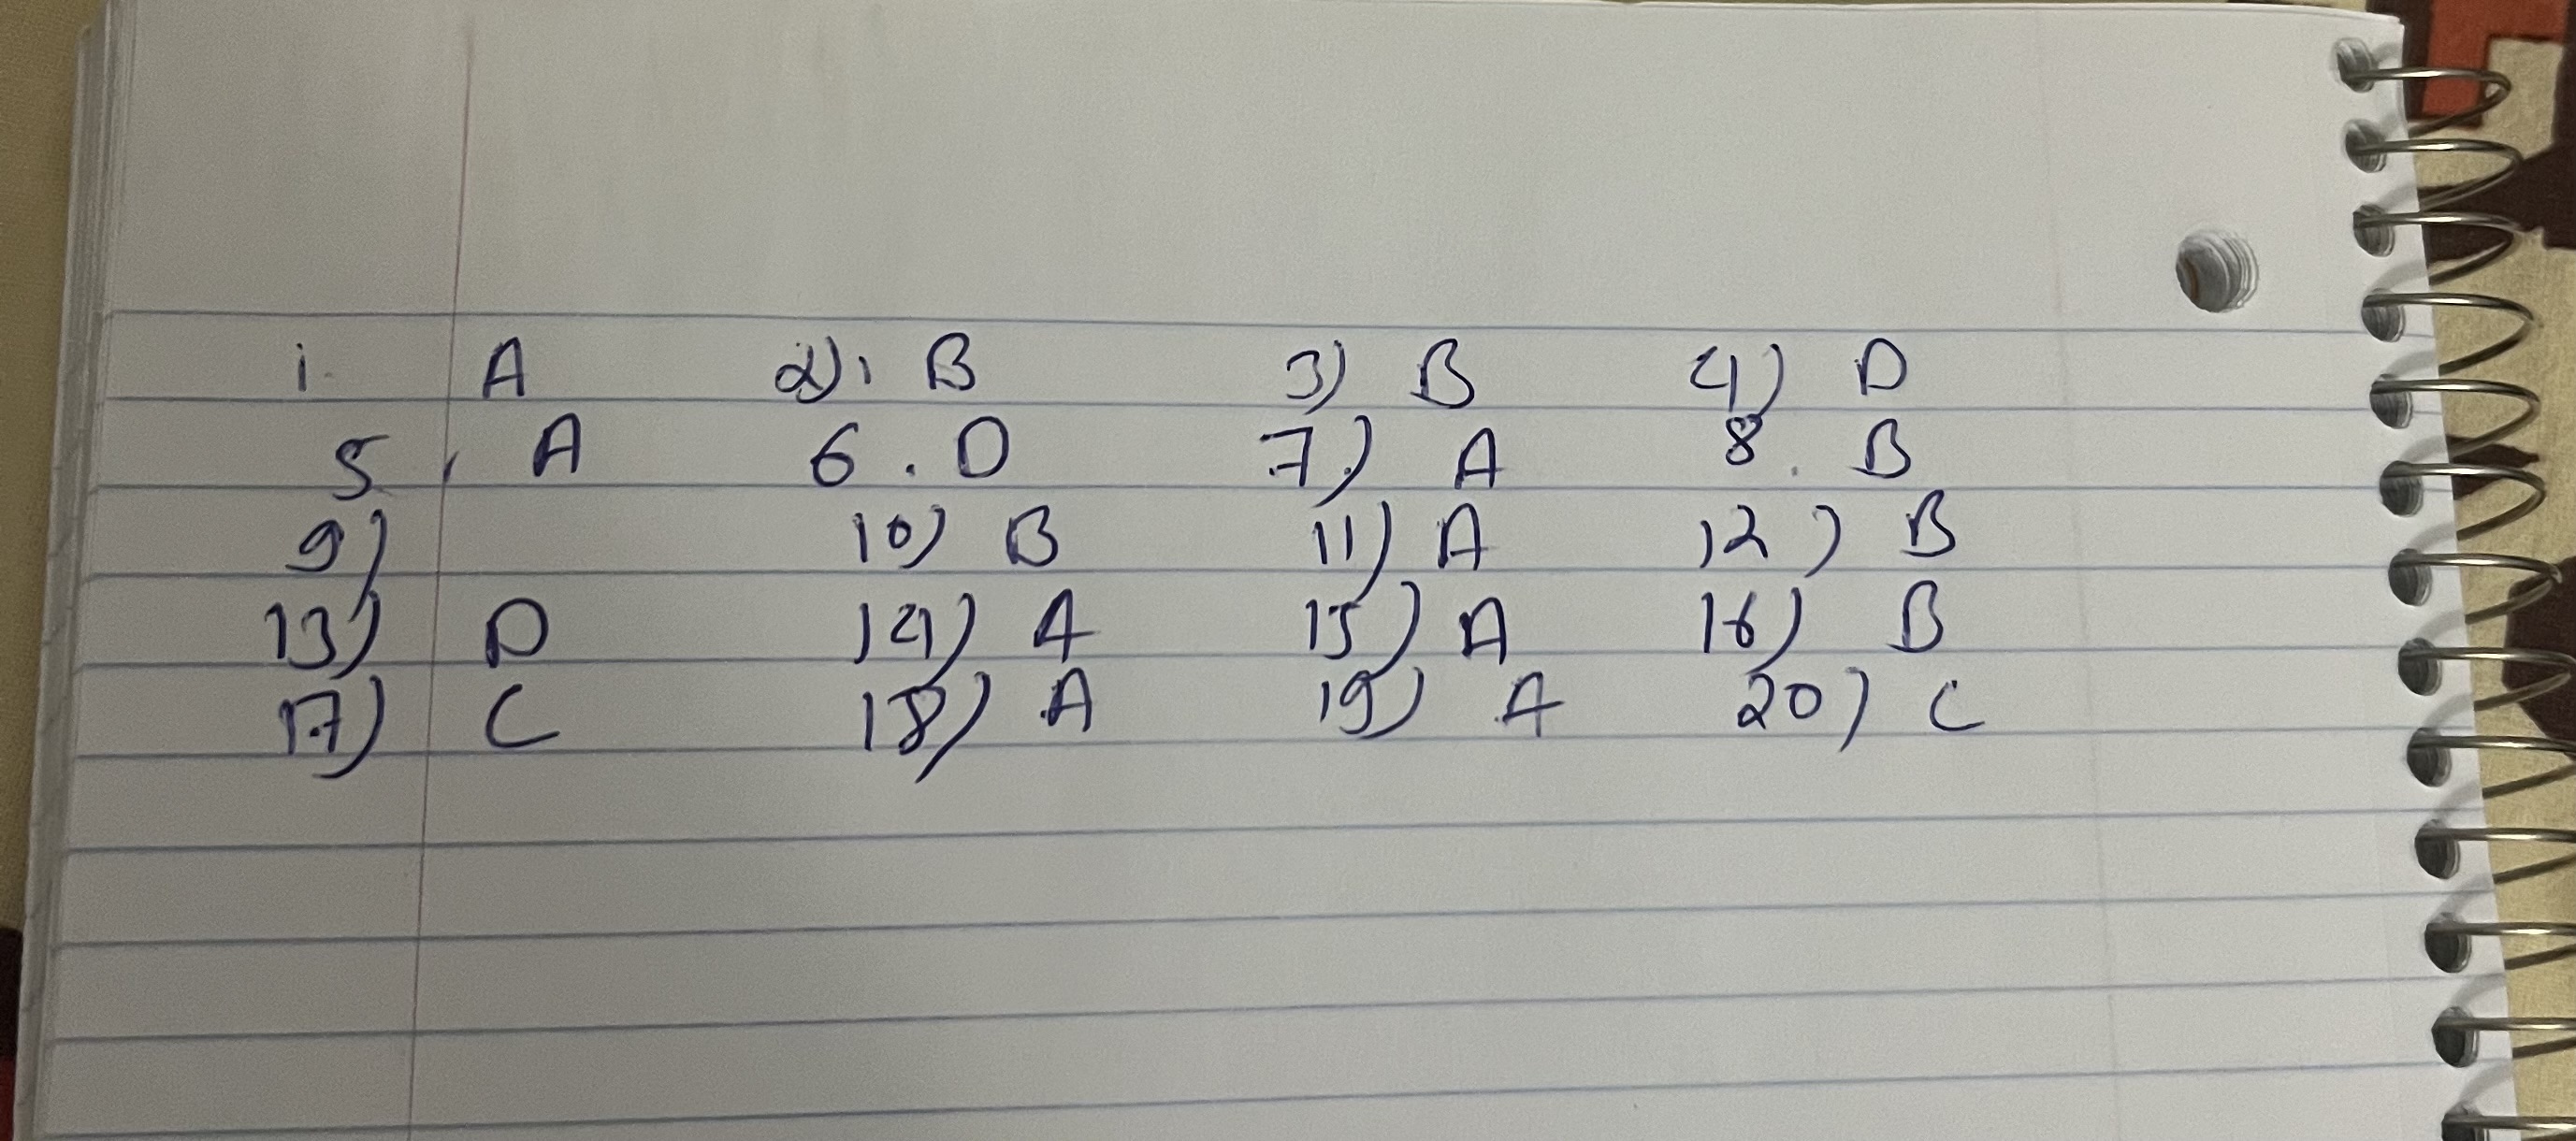 1. A 2). B 3) B 4) D
5. A 6. D 7.) A 8. B
9) 10) B 11) A 12) B
13) D 14) A 15) A 16) B
17) C 18) A 19) A 20) C